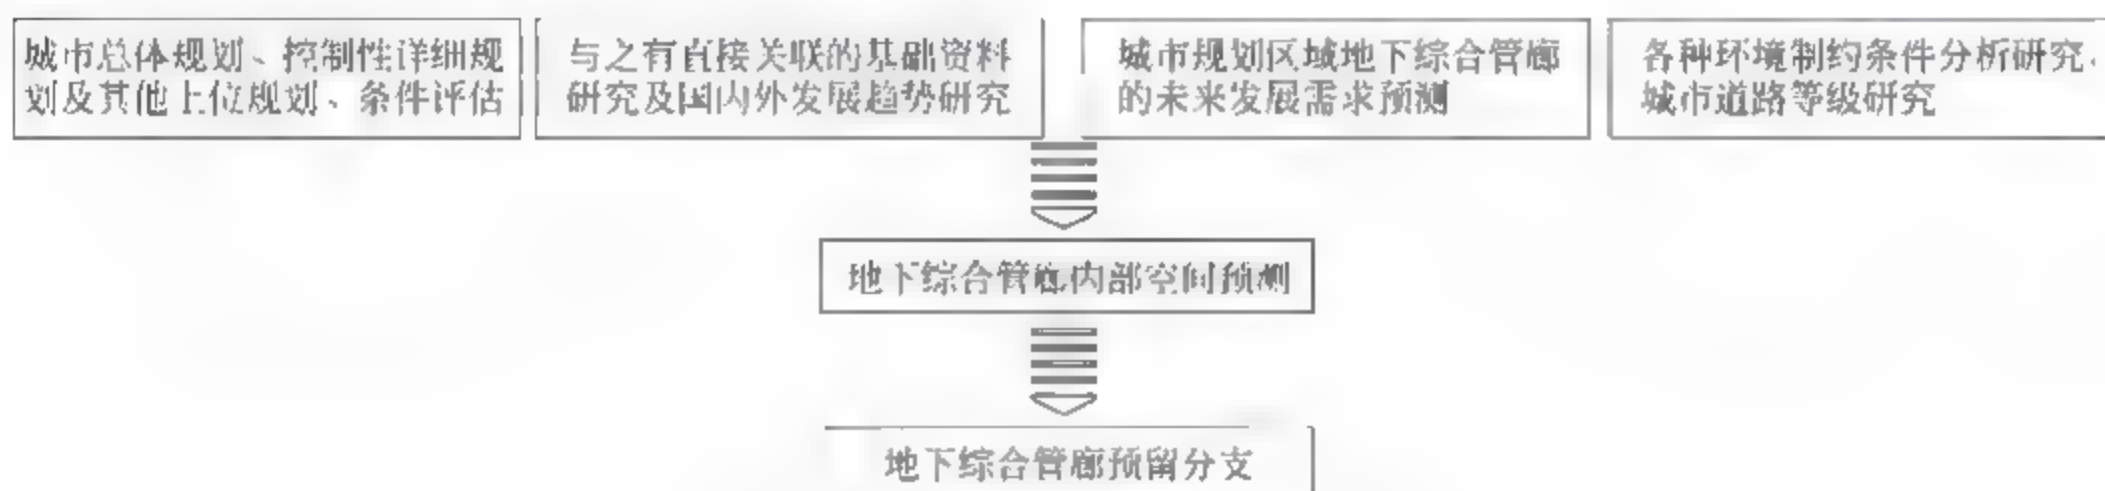 城市总体规划、控制性详细规
划及其他上位规划、条件评估
与之有直接关联的基础资料
研究及国内外发展趋势研究
城市规划区域地下综合管廊
的未来发展需求预测
各种环境制约条件分析研究、
城市道路等级研究
地下综合管廊内部空间预测
地下综合管廊预留分支